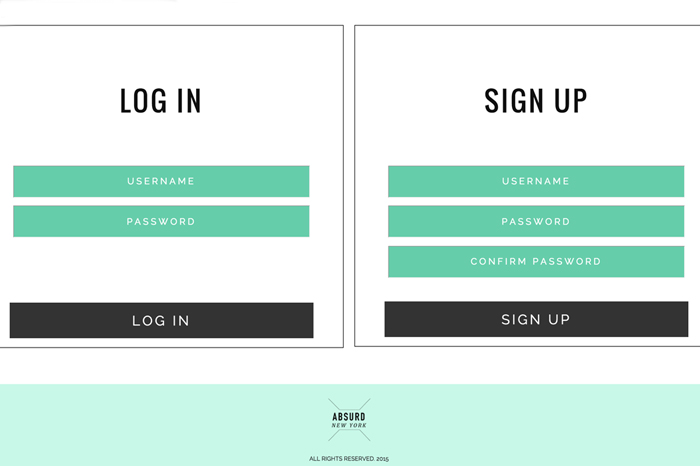 LOG IN
USERNAME
PASSWORD
LOG IN
SIGN UP
USERNAME
PASSWORD
CONFIRM PASSWORD
SIGN UP
ABSURD
NEW YORK
ALL RIGHTS RESERVED. 2015